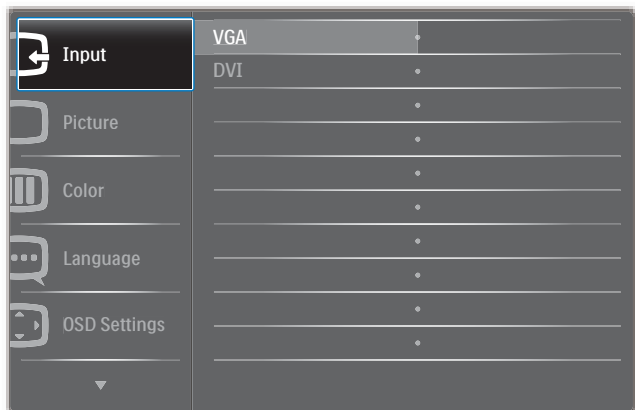 Input
VGA
DVI
Picture
Color
Language
OSD Settings